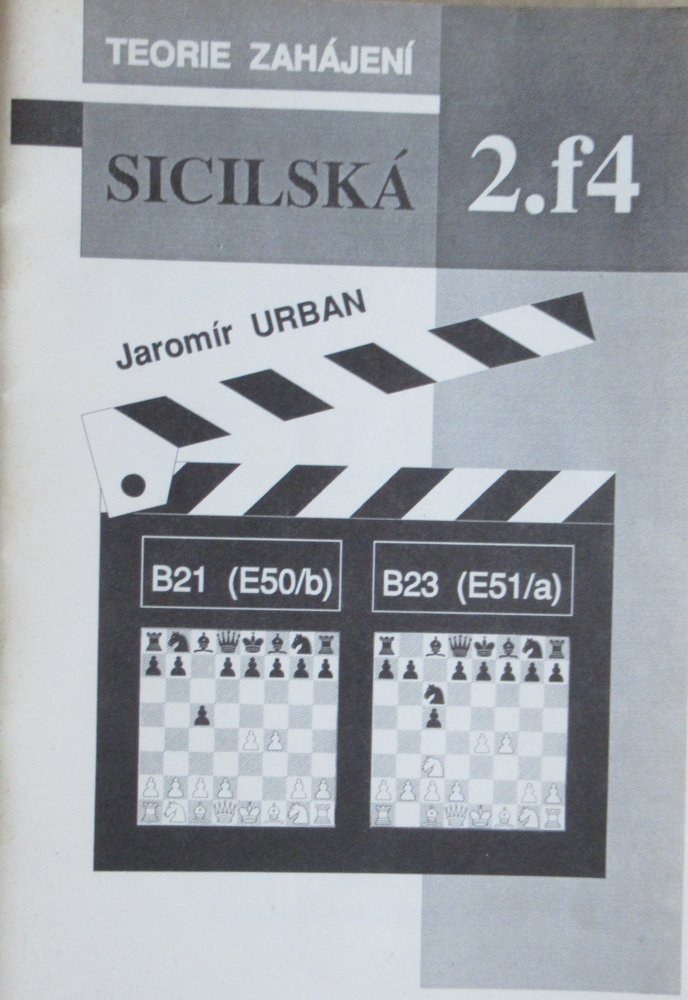 TEORIE ZAHÁJENÍ
SICILSKÁ 2.f4
Jaromír URBAN
B21 (E50/b) B23 (E51/a)